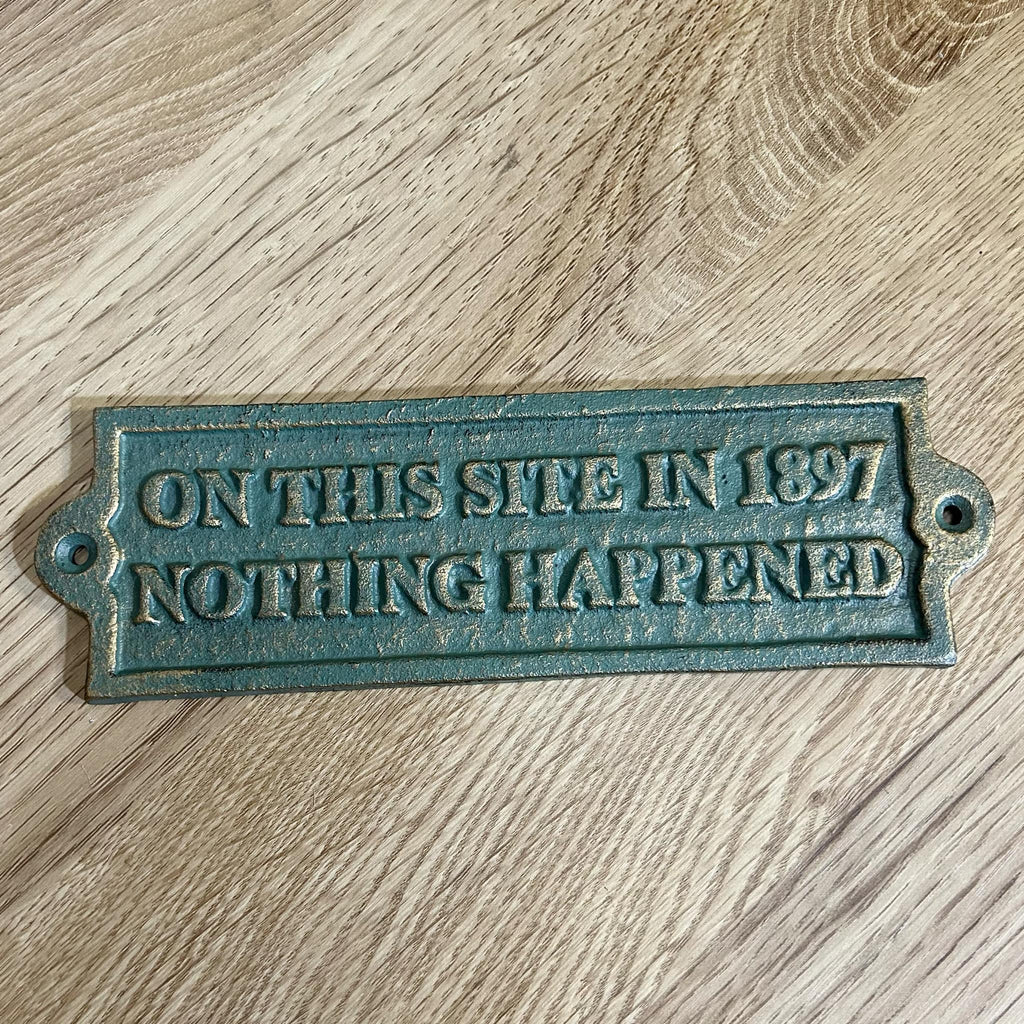 ON THIS SITE IN 1897
NOTHING HAPPENED